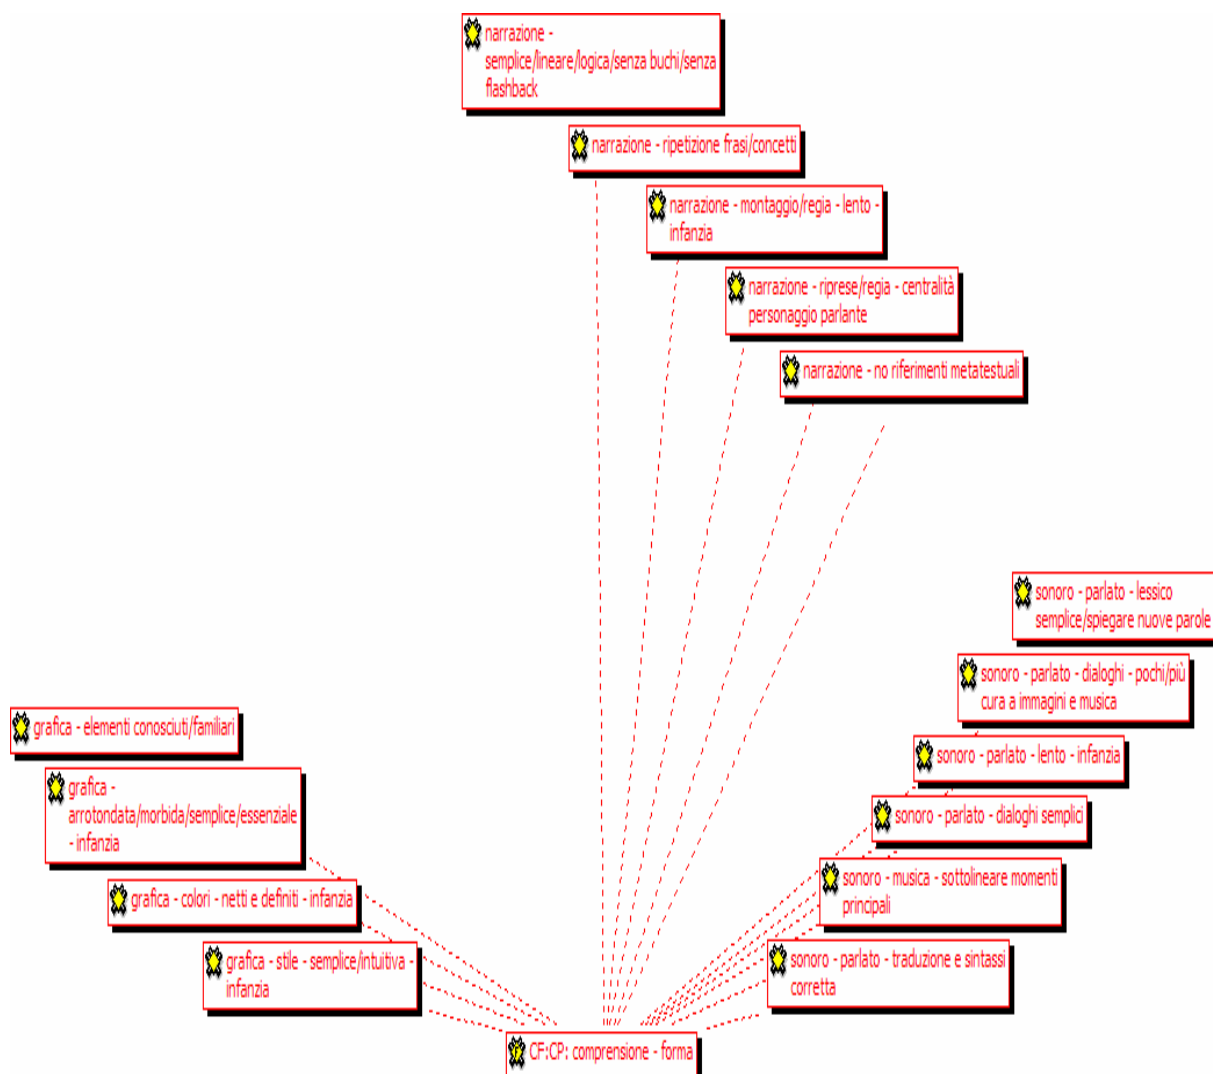 narrazione -
semplice/lineare/logica/senza buchi/senza
flashback
narrazione - ripetizione frasi/concetti
narrazione - montaggio/regia - lento -
infanzia
narrazione - riprese/regia - centralità
personaggio parlante
narrazione - no riferimenti metatestuali
sonoro - parlato - lessico
semplice/spiegare nuove parole
sonoro - parlato - dialoghi - pochi/più
cura a immagini e musica
grafica - elementi conosciuti/familiari
sonoro - parlato - lento - infanzia
grafica -
arrotondata/morbida/semplice/essenziale
- infanzia
sonoro - parlato - dialoghi semplici
sonoro - musica - sottolineare momenti
principali
grafica - colori - netti e definiti - infanzia
grafica - stile - semplice/intuitiva -
infanzia
sonoro - parlato - traduzione e sintassi
corretta
CF:CP: comprensione - forma